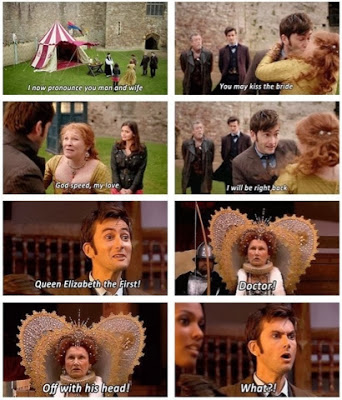 I now pronounce you man and wife
You may kiss the bride
God speed, my love
I will be right back
Queen Elizabeth the First!
Doctor!
Off with his head!
What?!